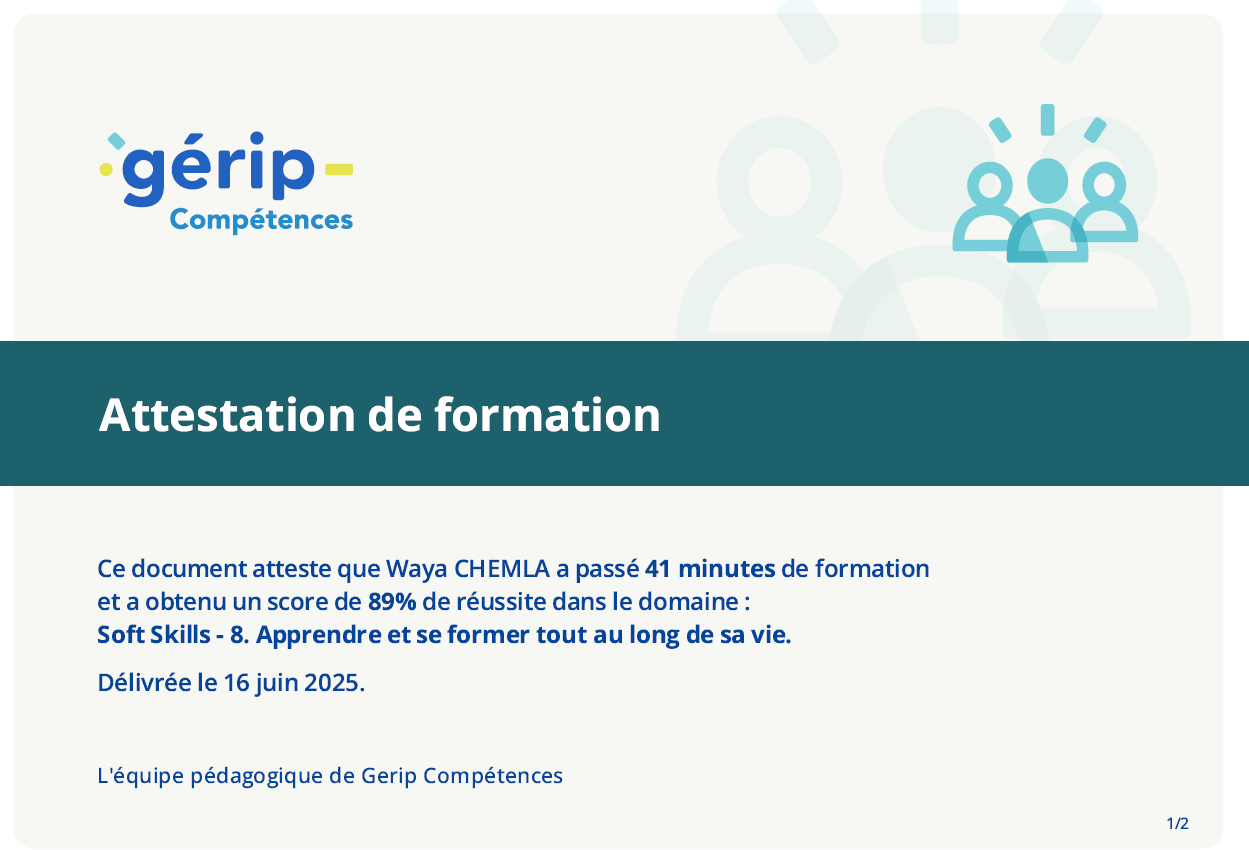 gérip
Compétences
Attestation de formation
Ce document atteste que Waya CHEMLA a passé 41 minutes de formation
et a obtenu un score de 89% de réussite dans le domaine :
Soft Skills - 8. Apprendre et se former tout au long de sa vie.
Délivrée le 16 juin 2025.
L'équipe pédagogique de Gerip Compétences
1/2